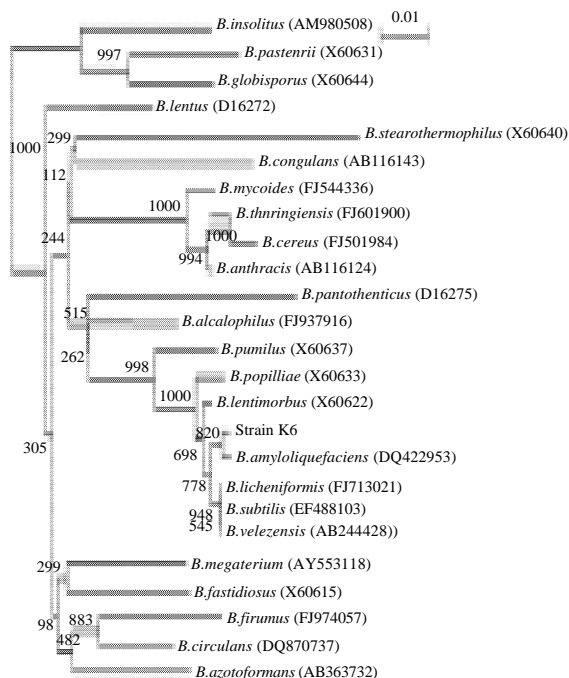 B.insolitus (AM980508)
0.01
997
B.pastenrii (X60631)
B.globisporus (X60644)
B.lentus (D16272)
299
B.stearothermophilus (X60640)
1000
B.congulans (AB116143)
112
B.mycoides (FJ544336)
1000
B.thnringiensis (FJ601900)
244
1000
B.cereus (FJ501984)
994
B.anthracis (AB116124)
B.pantothenticus (D16275)
515
B.alcalophilus (FJ937916)
262
998
B.pumilus (X60637)
B.popilliae (X60633)
1000
B.lentimorbus (X60622)
820
Strain K6
305
698
B.amyloliquefaciens (DQ422953)
778
B.licheniformis (FJ713021)
948
B.subtilis (EF488103)
545
B.velezensis (AB244428))
299
B.megaterium (AY553118)
B.fastidiosus (X60615)
98
883
B.firumus (FJ974057)
482
B.circulans (DQ870737)
B.azotoformans (AB363732)